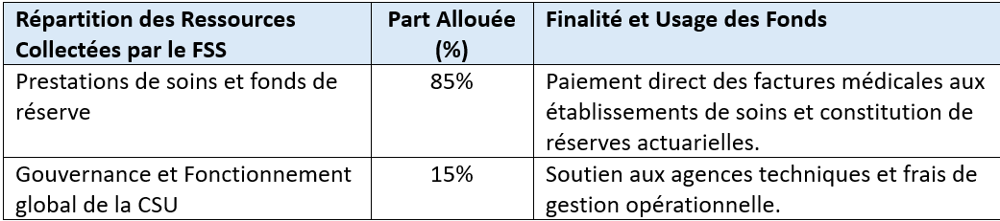 Répartition des Ressources
Collectées par le FSS
Part Allouée
(%)
Finalité et Usage des Fonds
Prestations de soins et fonds de
réserve
85%
Paiement direct des factures médicales aux
établissements de soins et constitution de
réserves actuarielles.
Gouvernance et Fonctionnement
global de la CSU
15%
Soutien aux agences techniques et frais de
gestion opérationnelle.